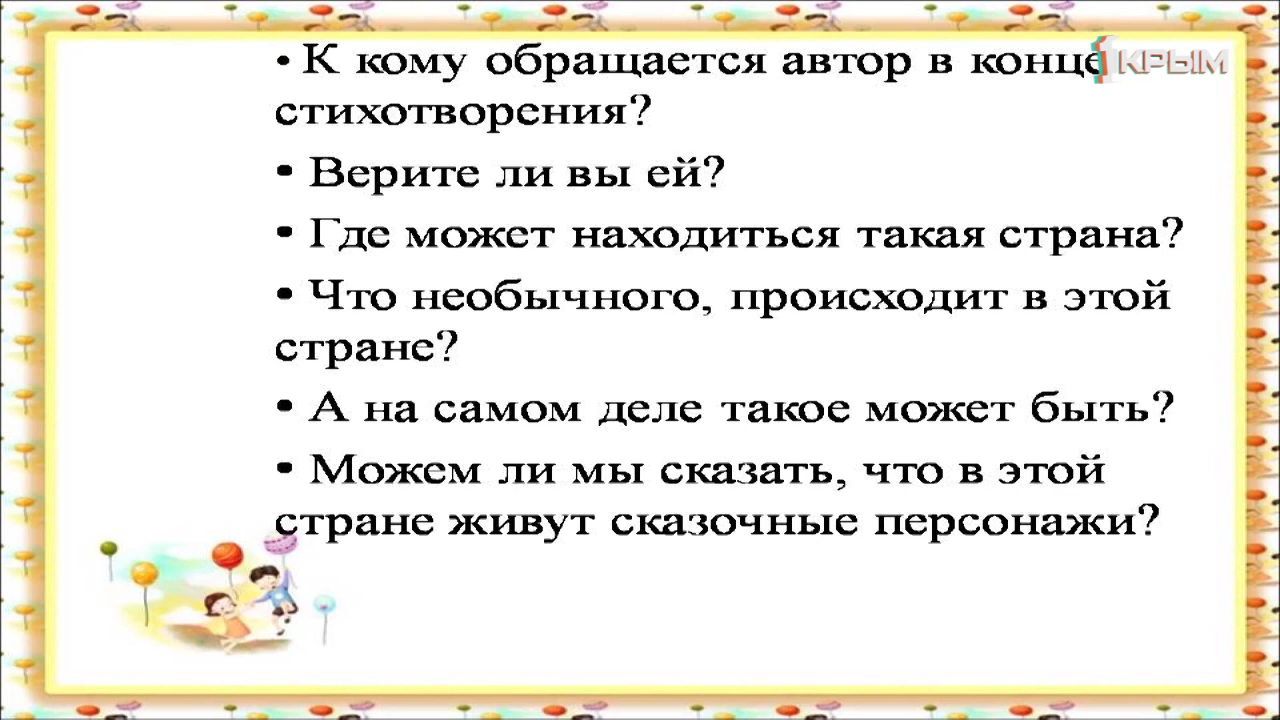 • К кому обращается автор в конце
стихотворения?
• Верите ли вы ей?
• Где может находиться такая страна?
• Что необычного, происходит в этой
стране?
• А на самом деле такое может быть?
• Можем ли мы сказать, что в этой
стране живут сказочные персонажи?
1 КРЫМ